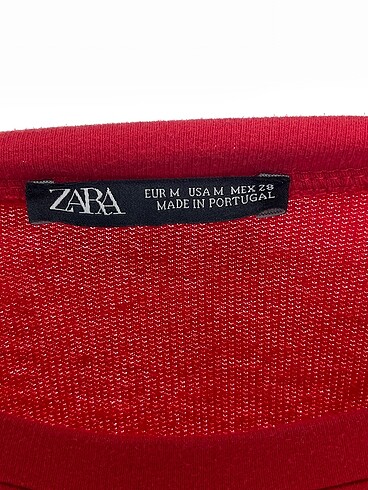 ZARA
EUR M USA M MEX 28
MADE IN PORTUGAL